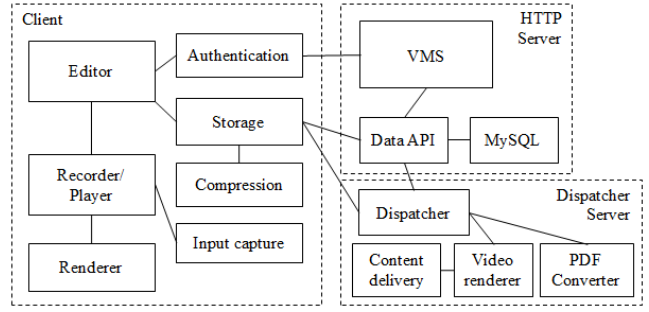 Client
Editor
Authentication
Storage
Compression
Recorder/
Player
Input capture
Renderer
HTTP
Server
VMS
Data API
MySQL
Dispatcher
Server
Dispatcher
Content
delivery
Video
renderer
PDF
Converter